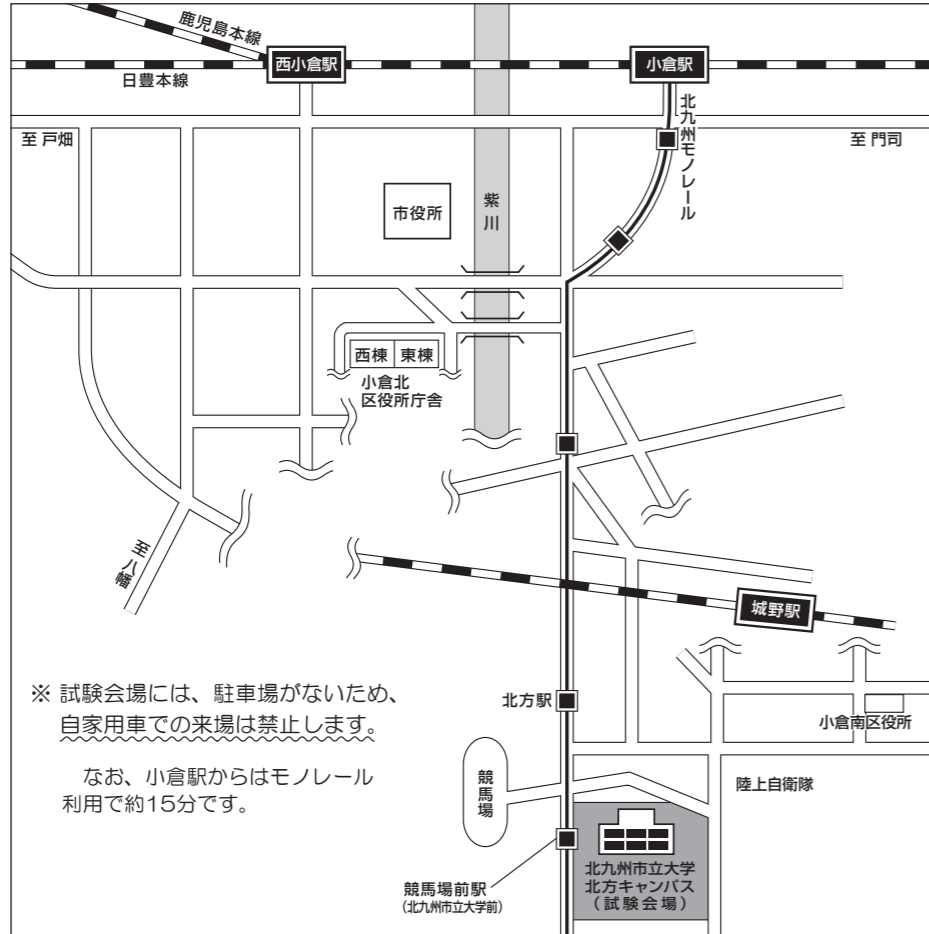 鹿児島本線
西小倉駅
小倉駅
日豊本線
北九州モノレール
至 戸畑
至 門司
市役所
紫川
西棟
東棟
小倉北
区役所庁舎
至八幡
城野駅
※ 試験会場には、駐車場がないため、
自家用車での来場は禁止します。
なお、小倉駅からはモノレール
利用で約15分です。
北方駅
小倉南区役所
競馬場
陸上自衛隊
競馬場前駅
(北九州市立大学前)
北九州市立大学
北方キャンパス
(試験会場)